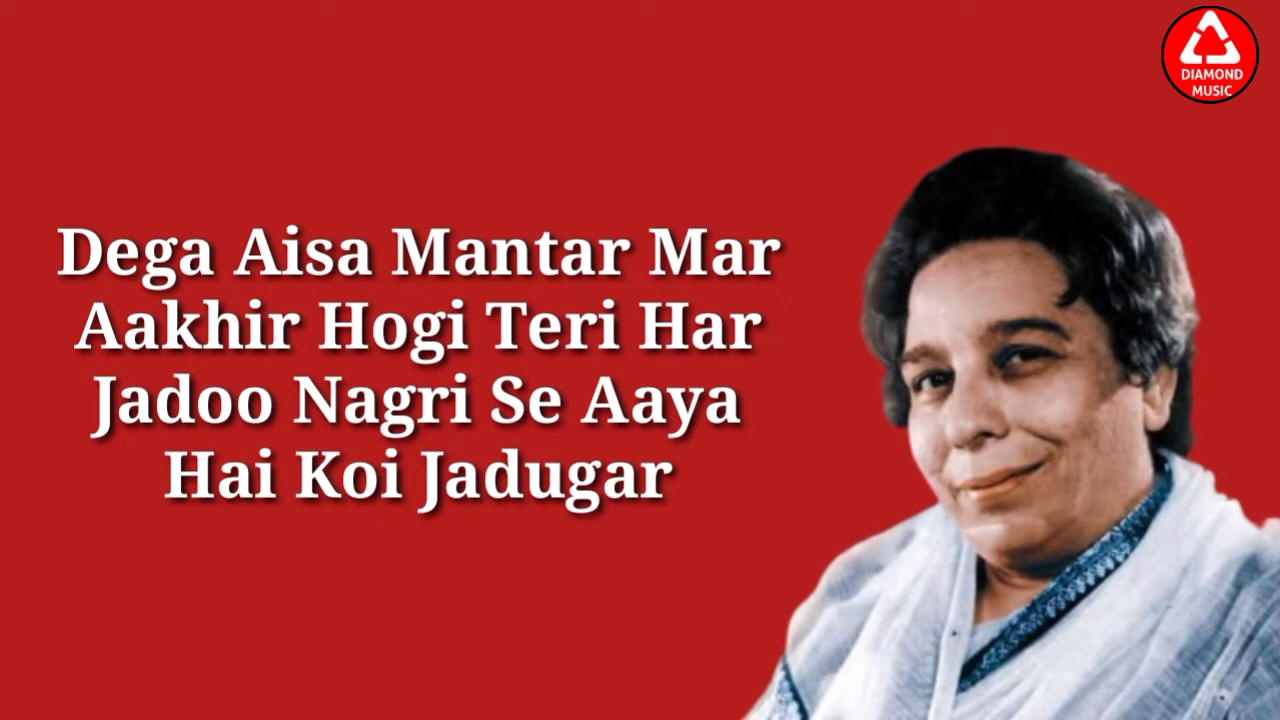 DIAMOND
MUSIC
Dega Aisa Mantar Mar
Aakhir Hogi Teri Har
Jadoo Nagri Se Aaya
Hai Koi Jadugar